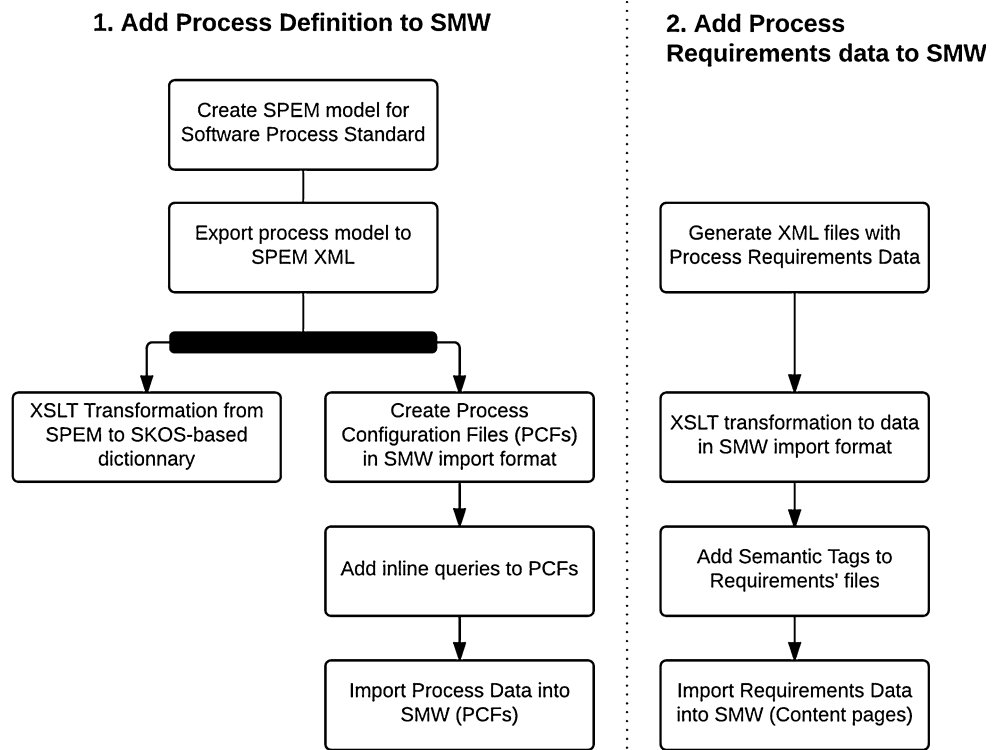 1. Add Process Definition to SMW
Create SPEM model for
Software Process Standard
Export process model to
SPEM XML
XSLT Transformation from
SPEM to SKOS-based
dictionnary
Create Process
Configuration Files (PCFs)
in SMW import format
Add inline queries to PCFs
Import Process Data into
SMW (PCFs)
2. Add Process
Requirements data to SMW
Generate XML files with
Process Requirements Data
XSLT transformation to data
in SMW import format
Add Semantic Tags to
Requirements' files
Import Requirements Data
into SMW (Content pages)